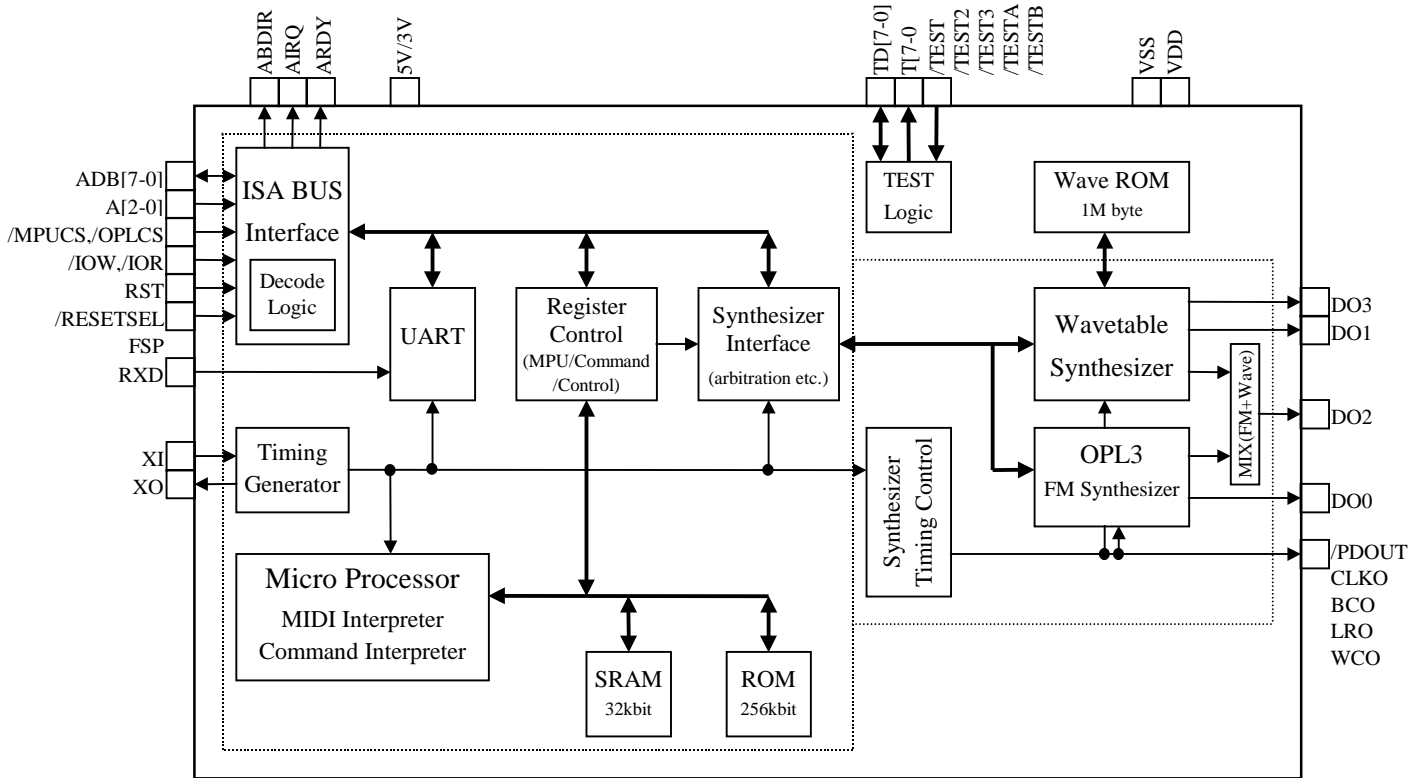 ABDIR
AIRQ
ARDY
5V/3V
TD[7-0]
T[7-0
/TEST
/TEST2
/TEST3
/TESTA
/TESTB
VSS
VDD
ADB[7-0]
A[2-0]
/MPUCS,/OPLCS
/IOW,/IOR
RST
/RESETSEL
FSP
RXD
XI
XO
ISA BUS
Interface
Decode
Logic
UART
Register
Control
(MPU/Command
/Control)
Synthesizer
Interface
(arbitration etc.)
TEST
Logic
Wave ROM
1M byte
Wavetable
Synthesizer
MIX(FM+Wave)
OPL3
FM Synthesizer
Timing
Generator
Synthesizer
Timing Control
Micro Processor
MIDI Interpreter
Command Interpreter
SRAM
32kbit
ROM
256kbit
DO3
DO1
DO2
DO0
/PDOUT
CLKO
BCO
LRO
WCO